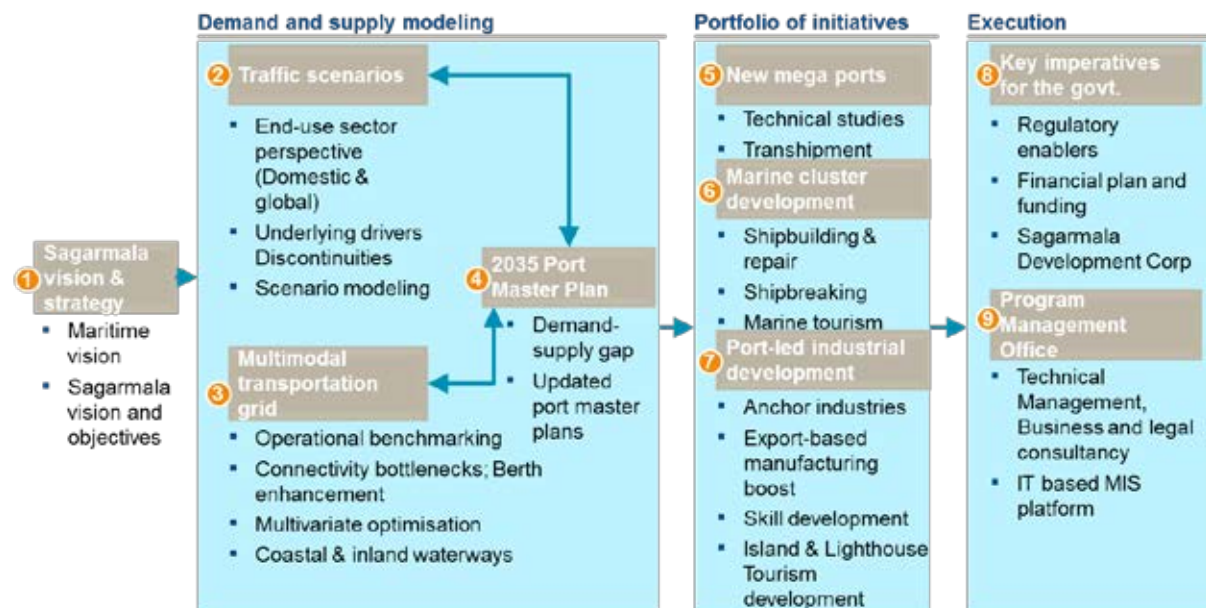 Demand and supply modeling
Portfolio of initiatives
Execution
1
Sagarmala
vision &
strategy
Maritime
vision
Sagarmala
vision and
objectives
2
Traffic scenarios
End-use sector
perspective
(Domestic &
global)
Underlying drivers
Discontinuities
Scenario modeling
3
Multimodal
transportation
grid
Operational benchmarking
Connectivity bottlenecks; Berth
enhancement
Multivariate optimisation
Coastal & inland waterways
4
2035 Port
Master Plan
Demand-
supply gap
Updated
port master
plans
5
New mega ports
Technical studies
Transhipment
6
Marine cluster
development
Shipbuilding &
repair
Shipbreaking
Marine tourism
7
Port-led industrial
development
Anchor industries
Export-based
manufacturing
boost
Skill development
Island & Lighthouse
Tourism
development
8
Key imperatives
for the govt.
Regulatory
enablers
Financial plan and
funding
Sagarmala
Development Corp
9
Program
Management
Office
Technical
Management,
Business and legal
consultancy
IT based MIS
platform